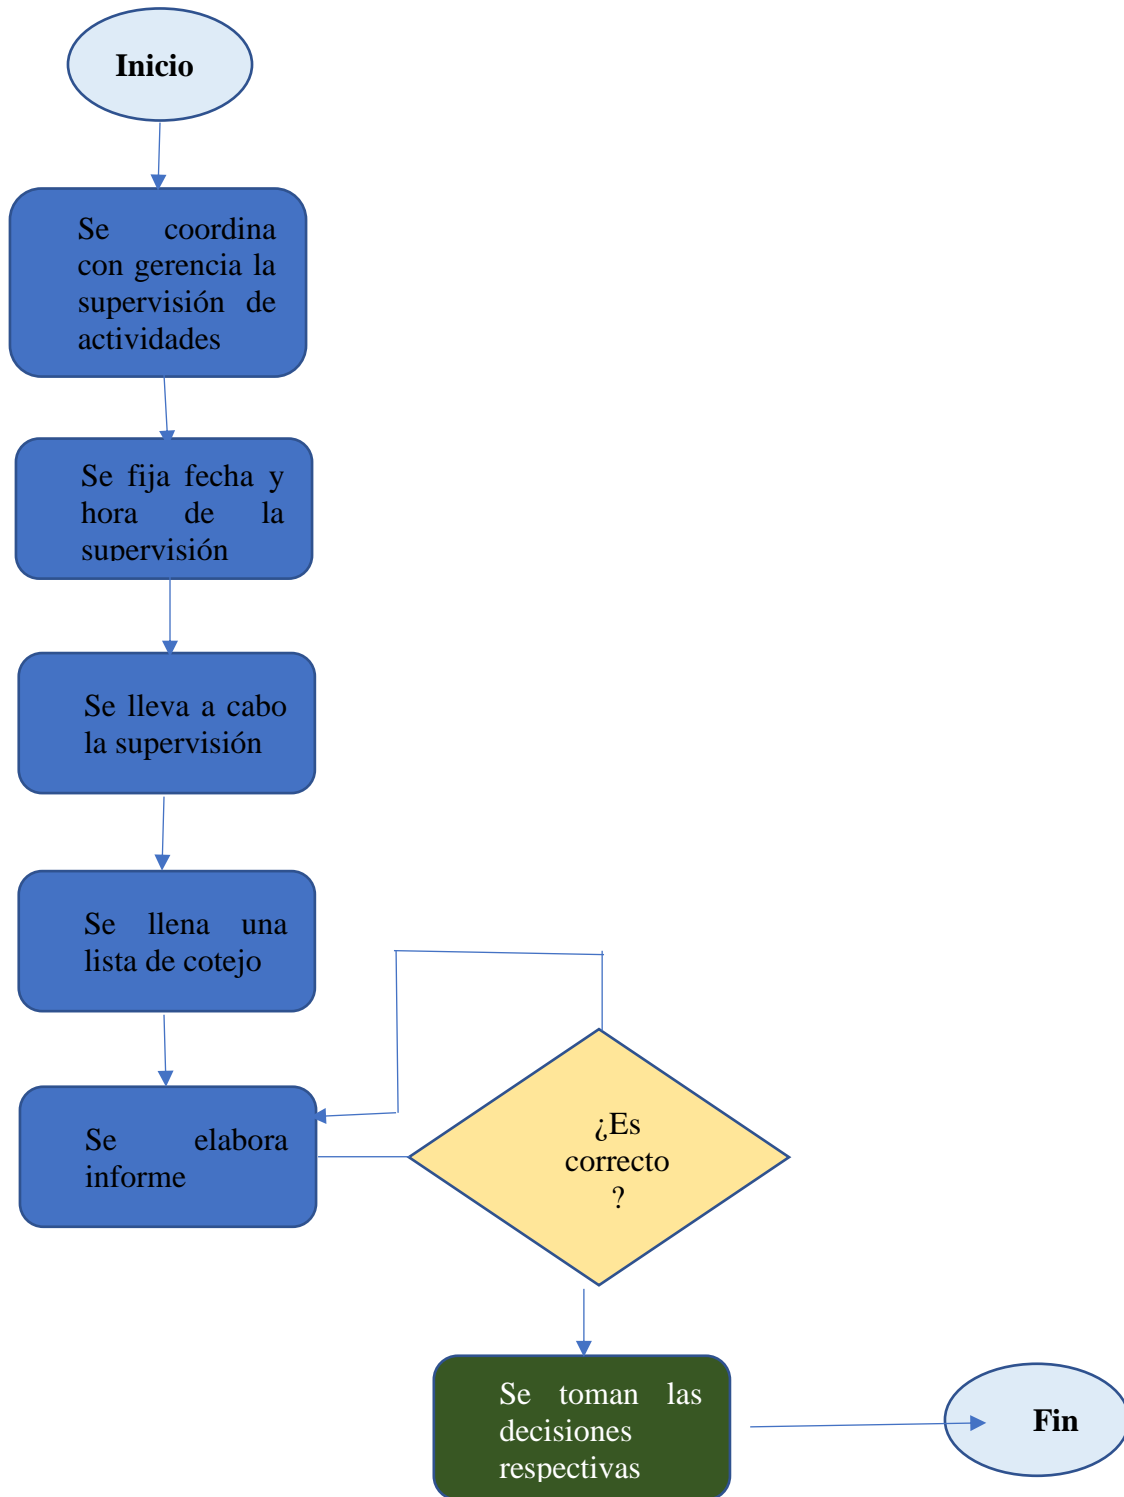 Inicio
Se coordina
con gerencia la
supervisión de
actividades
Se fija fecha y
hora de la
supervisión
Se lleva a cabo
la supervisión
Se llena una
lista de cotejo
Se elabora
informe
¿Es
correcto
?
Se toman las
decisiones
respectivas
Fin